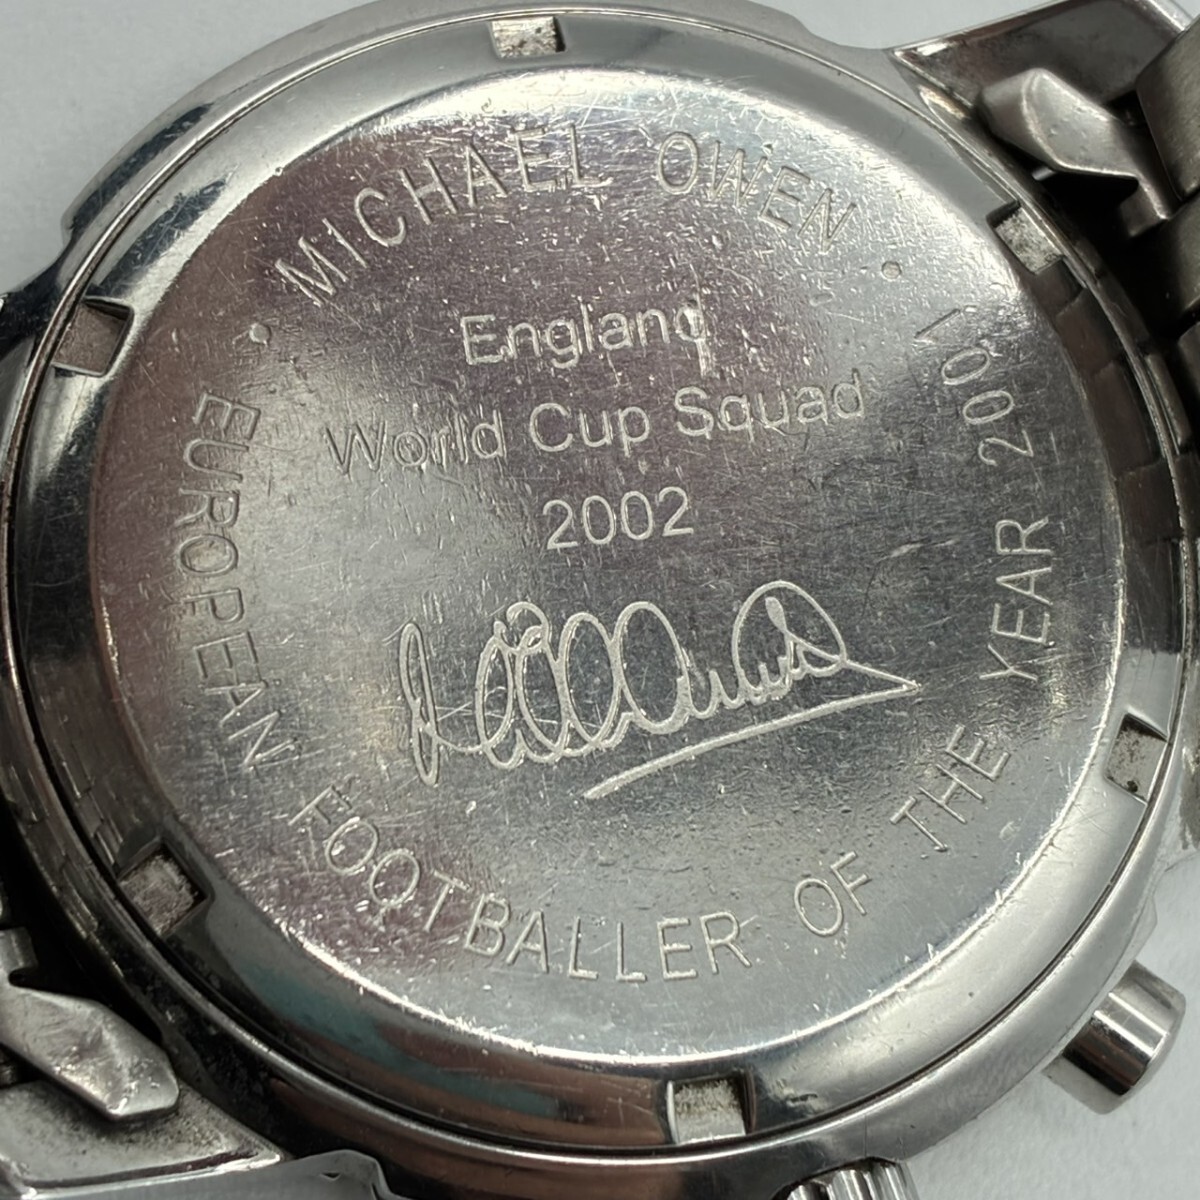 MICHAEL OWEN
England
World Cup Squad
2002
• EUROPEAN FOOTBALLER OF THE YEAR 2001 •